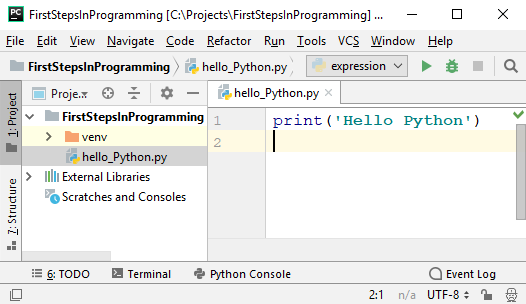 PC FirstStepsInProgramming [C:\Projects\FirstStepsInProgramming] ...
File Edit View Navigate Code Refactor Run Tools VCS Window Help
FirstStepsInProgramming hello_Python.py expression
1: Project
Proje..
hello_Python.py
FirstStepsInProgramming
venv
hello_Python.py
External Libraries
Scratches and Consoles
7: Structure
1 print('Hello Python')
2
6: TODO Terminal Python Console Event Log
2:1 n/a UTF-8